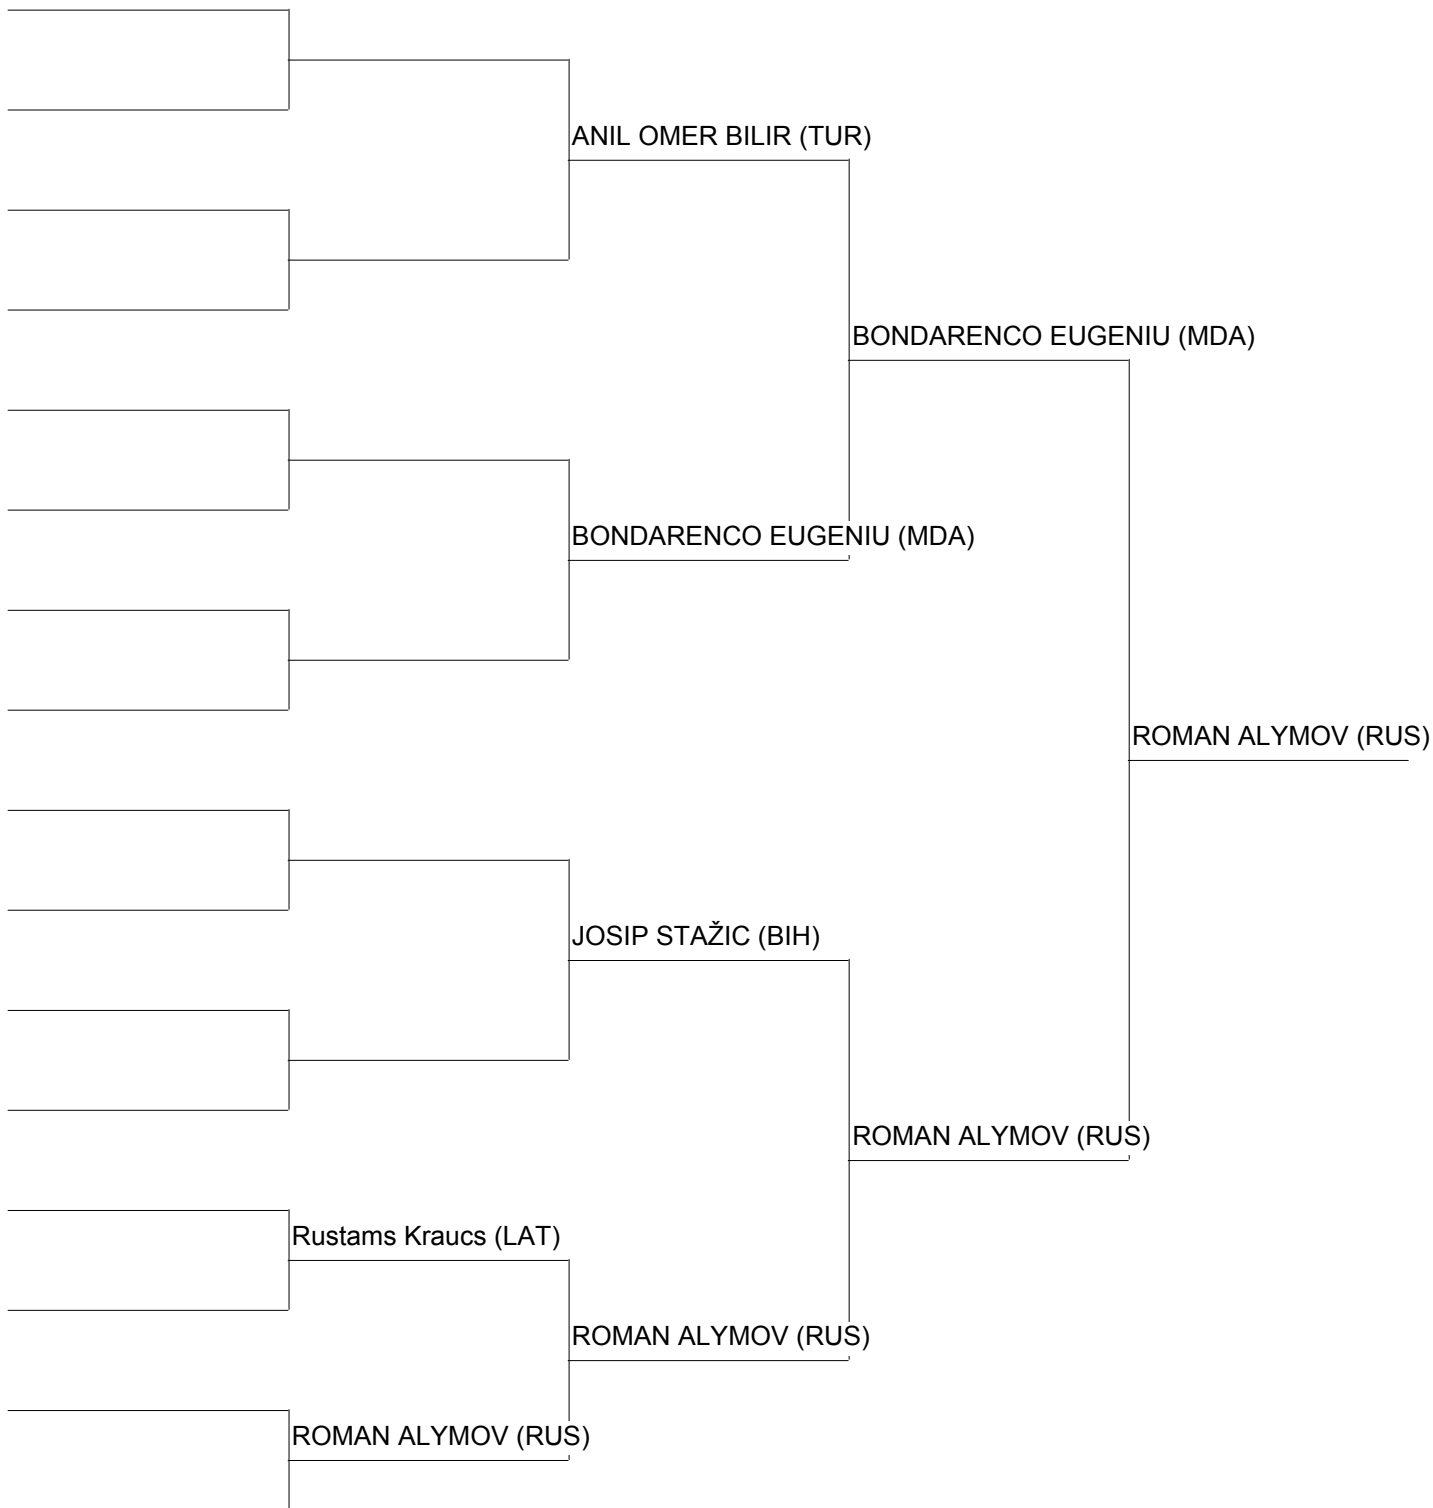 ANIL OMER BILIR (TUR)
BONDARENCO EUGENIU (MDA)
BONDARENCO EUGENIU (MDA)
ROMAN ALYMOV (RUS)
JOSIP STAŽIC (BIH)
ROMAN ALYMOV (RUS)
Rustams Kraucs (LAT)
ROMAN ALYMOV (RUS)
ROMAN ALYMOV (RUS)